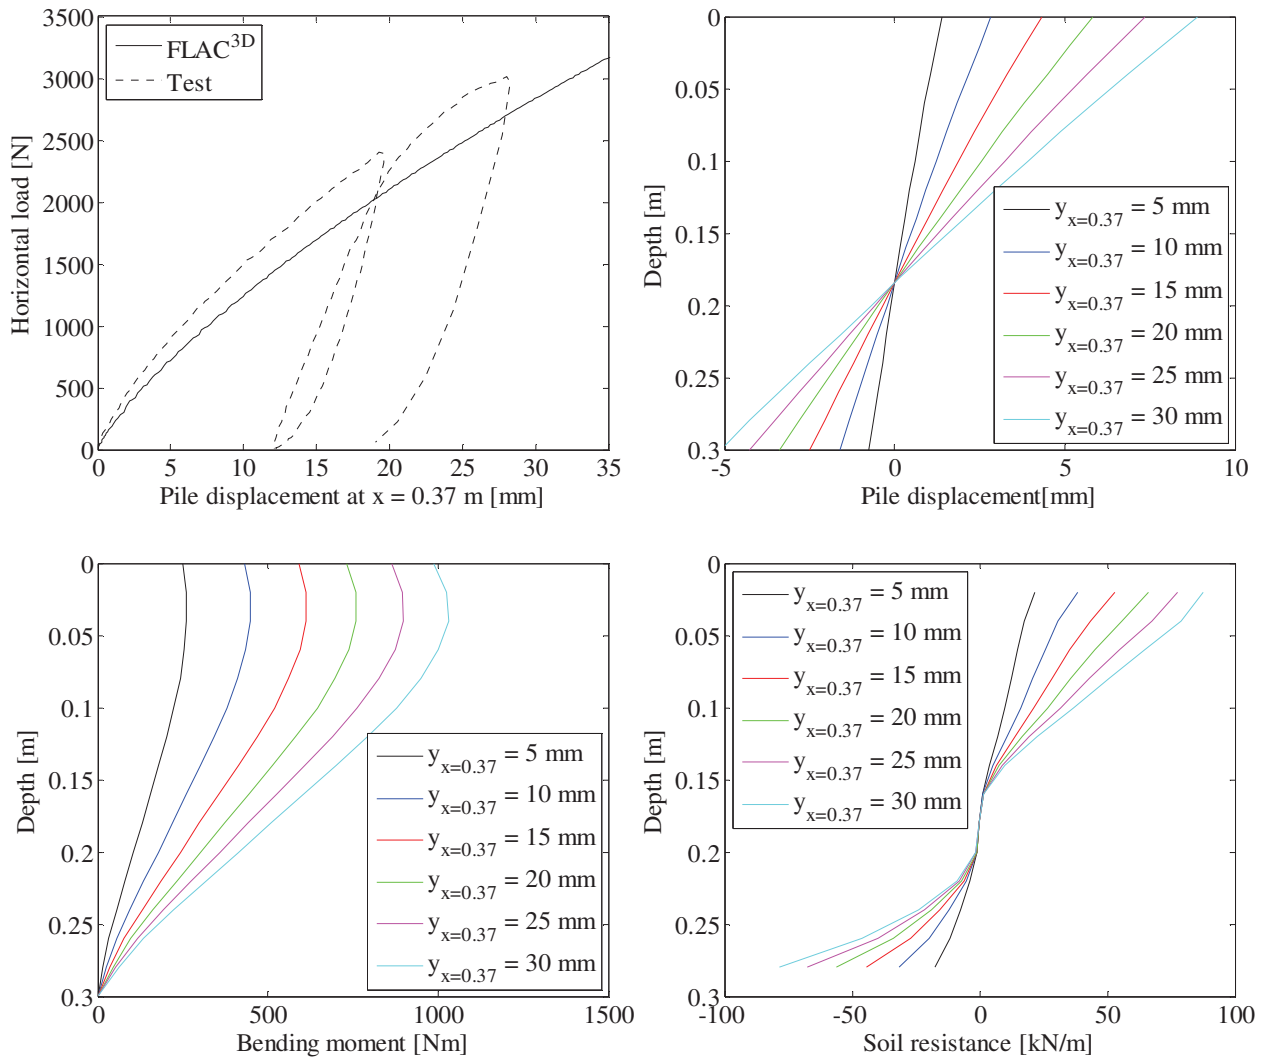 3500
3000
2500
2000
1500
1000
500
0
Horizontal load [N]
FLAC3D
Test
0 5 10 15 20 25 30 35
Pile displacement at x = 0.37 m [mm]
0
0.05
0.1
0.15
0.2
0.25
0.3
Depth [m]
yx=0.37 = 5 mm
yx=0.37 = 10 mm
yx=0.37 = 15 mm
yx=0.37 = 20 mm
yx=0.37 = 25 mm
yx=0.37 = 30 mm
-5 0 5 10
Pile displacement[mm]
0
0.05
0.1
0.15
0.2
0.25
0.3
Depth [m]
yx=0.37 = 5 mm
yx=0.37 = 10 mm
yx=0.37 = 15 mm
yx=0.37 = 20 mm
yx=0.37 = 25 mm
yx=0.37 = 30 mm
0 500 1000 1500
Bending moment [Nm]
0
0.05
0.1
0.15
0.2
0.25
0.3
Depth [m]
yx=0.37 = 5 mm
yx=0.37 = 10 mm
yx=0.37 = 15 mm
yx=0.37 = 20 mm
yx=0.37 = 25 mm
yx=0.37 = 30 mm
-100 -50 0 50 100
Soil resistance [kN/m]